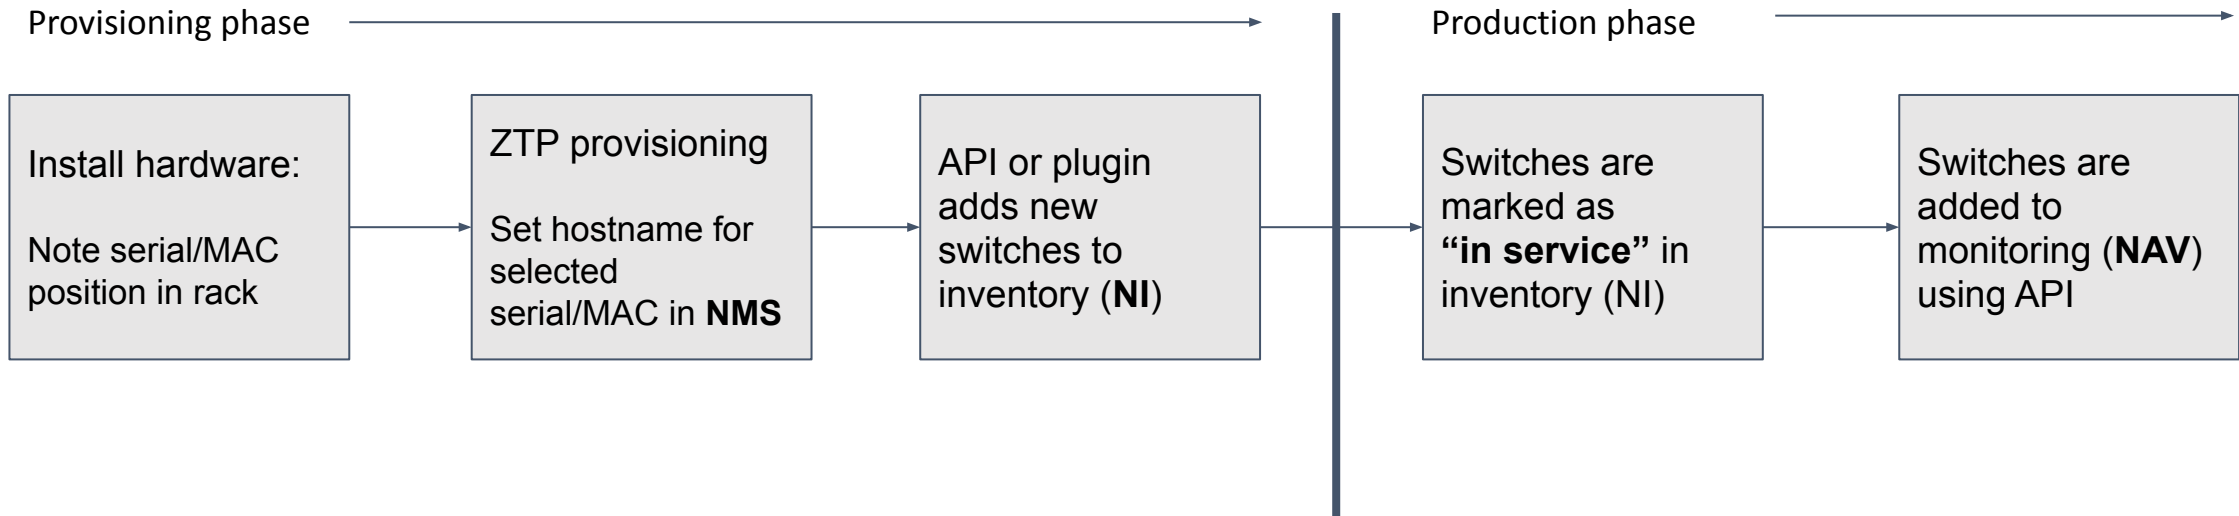 Provisioning phase
Production phase
Install hardware:
Note serial/MAC
position in rack
ZTP provisioning
Set hostname for
selected
serial/MAC in NMS
API or plugin
adds new
switches to
inventory (NI)
Switches are
marked as
“in service” in
inventory (NI)
Switches are
added to
monitoring (NAV)
using API